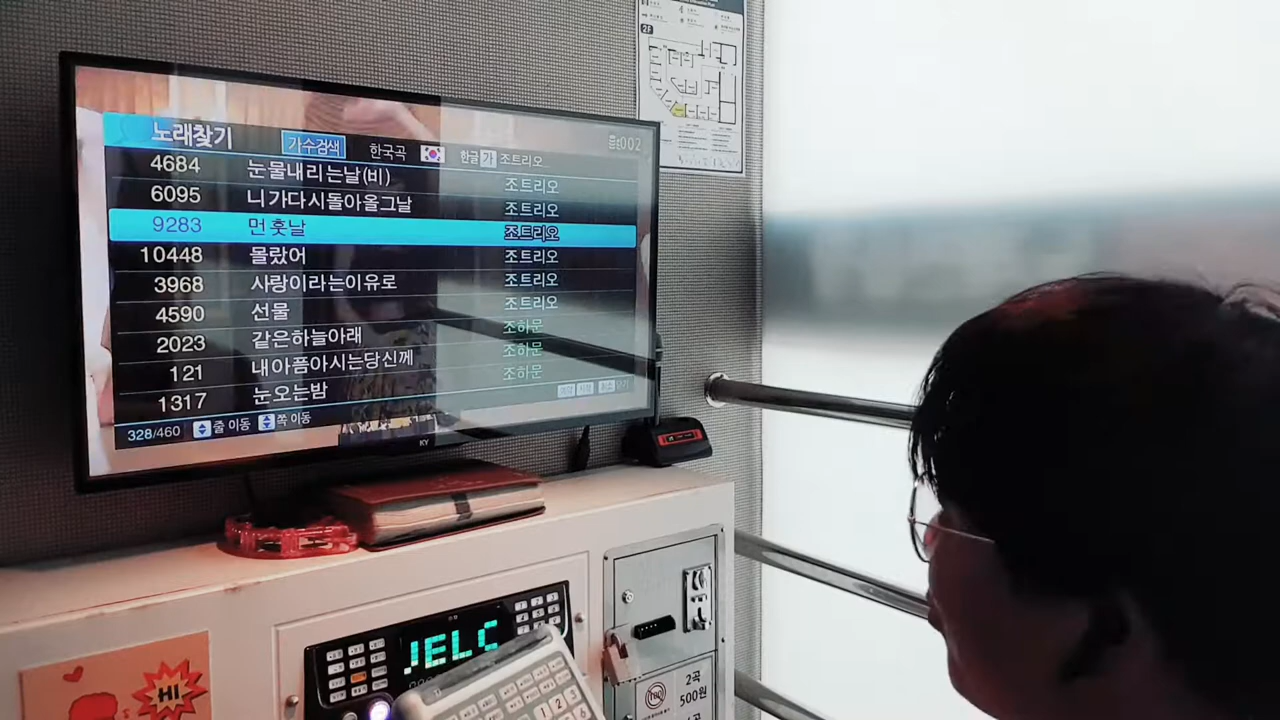 2F
노래찾기 가수검색 한국곡 한글 가 조트리오... 002
4684 눈물내리는날(비) 조트리오
6095 니가다시돌아올그날 조트리오
9283 먼훗날 조트리오
10448 몰랐어 조트리오
3968 사랑이라는이유로 조트리오
4590 선물 조트리오
2023 같은하늘아래 조하문
121 내아픔아시는당신께 조하문
1317 눈오는밤 조하문
328/460 줄 이동 쪽 이동
KY
JELC
2곡
500원